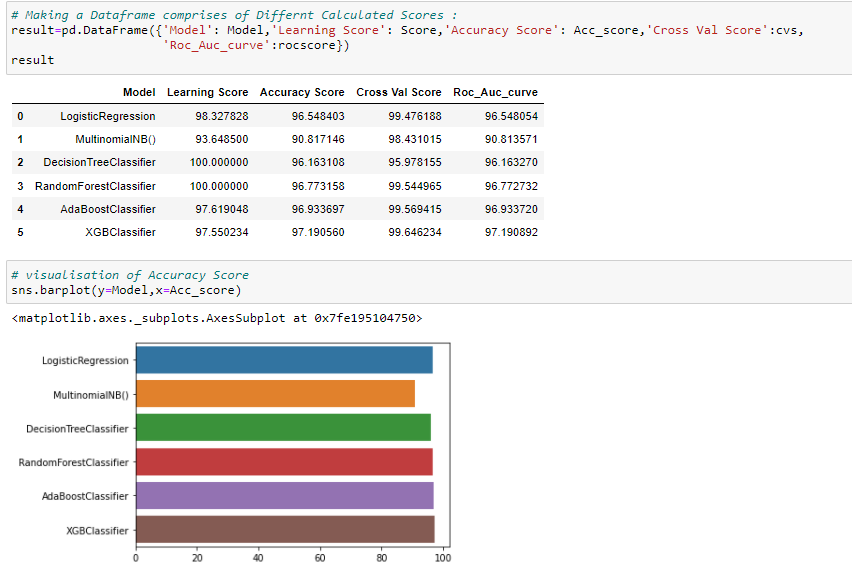 # Making a Dataframe comprises of Differnt Calculated Scores :
result=pd.DataFrame({'Model': Model,'Learning Score': Score,'Accuracy Score': Acc_score,'Cross Val Score':cvs,
'Roc_Auc_curve':rocscore})
result
Model Learning Score Accuracy Score Cross Val Score Roc_Auc_curve
0 LogisticRegression 98.327828 96.548403 99.476188 96.548054
1 MultinomialNB() 93.648500 90.817146 98.431015 90.813571
2 DecisionTreeClassifier 100.000000 96.163108 95.978155 96.163270
3 RandomForestClassifier 100.000000 96.773158 99.544965 96.772732
4 AdaBoostClassifier 97.619048 96.933697 99.569415 96.933720
5 XGBClassifier 97.550234 97.190560 99.646234 97.190892
# visualisation of Accuracy Score
sns.barplot(y=Model,x=Acc_score)
<matplotlib.axes._subplots.AxesSubplot at 0x7fe195104750>
LogisticRegression
MultinomialNB()
DecisionTreeClassifier
RandomForestClassifier
AdaBoostClassifier
XGBClassifier
0 20 40 60 80 100